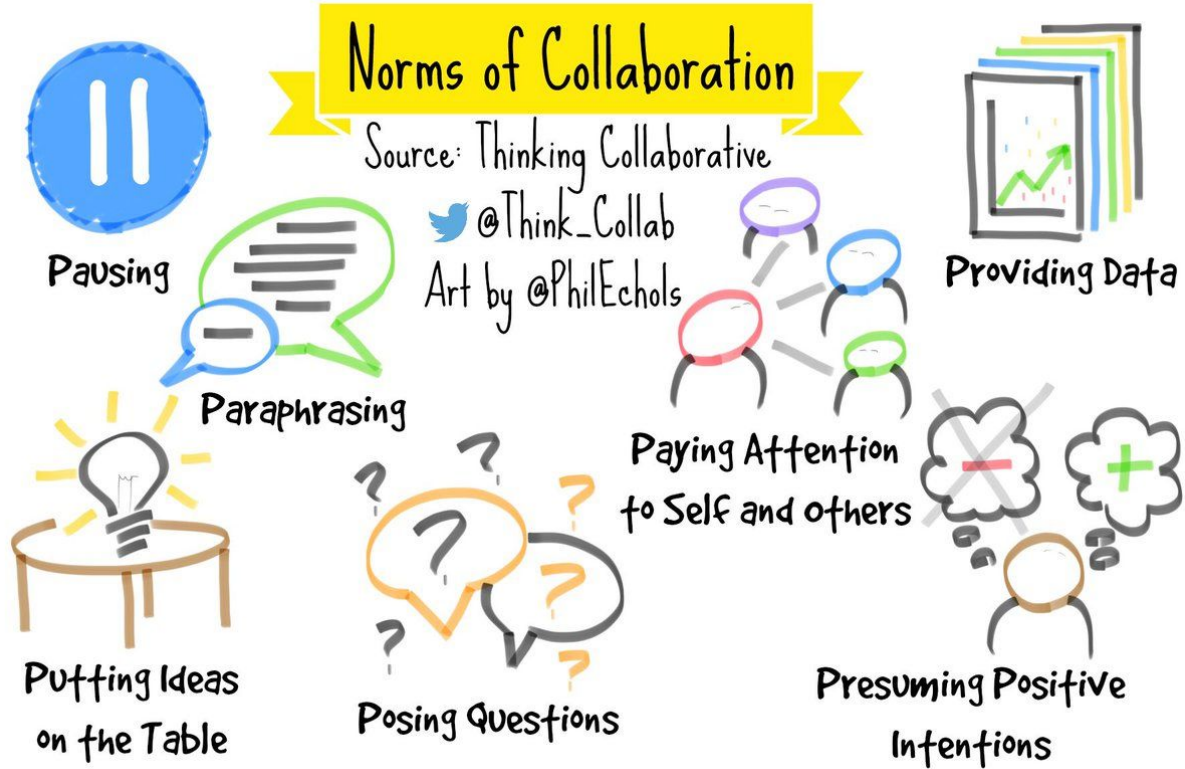 Norms of Collaboration
Source: Thinking Collaborative
@Think_Collab
Art by @PhilEchols
Pausing
Paraphrasing
Providing Data
Paying Attention
to Self and Others
Putting Ideas
on the Table
Posing Questions
Presuming Positive
Intentions